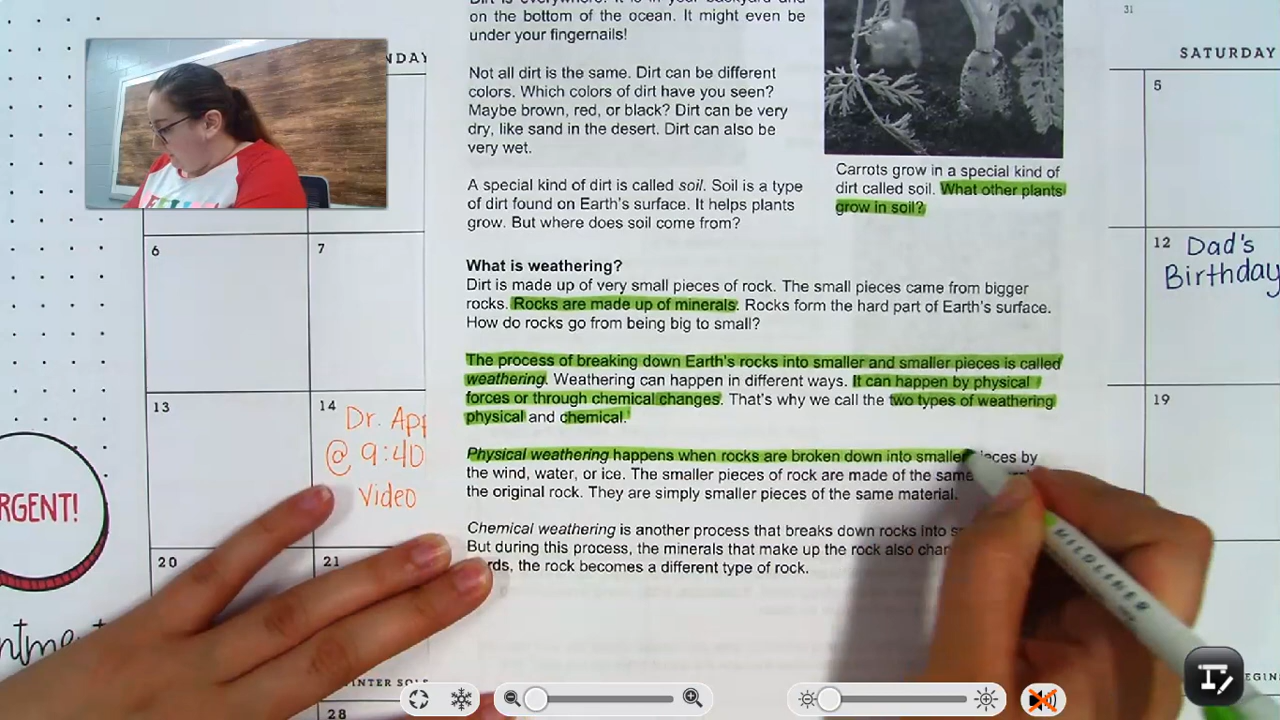 Dirt is everywhere. It is in your backyard and
on the bottom of the ocean. It might even be
under your fingernails!
Not all dirt is the same. Dirt can be different
colors. Which colors of dirt have you seen?
Maybe brown, red, or black? Dirt can be very
dry, like sand in the desert. Dirt can also be
very wet.
A special kind of dirt is called soil. Soil is a type
of dirt found on Earth's surface. It helps plants
grow. But where does soil come from?
Carrots grow in a special kind of
dirt called soil. What other plants
grow in soil?
What is weathering?
Dirt is made up of very small pieces of rock. The small pieces came from bigger
rocks. Rocks are made up of minerals. Rocks form the hard part of Earth's surface.
How do rocks go from being big to small?
The process of breaking down Earth's rocks into smaller and smaller pieces is called
weathering. Weathering can happen in different ways. It can happen by physical
forces or through chemical changes. That's why we call the two types of weathering
physical and chemical.
Physical weathering happens when rocks are broken down into smaller pieces by
the wind, water, or ice. The smaller pieces of rock are made of the same
the original rock. They are simply smaller pieces of the same material.
Chemical weathering is another process that breaks down rocks into
But during this process, the minerals that make up the rock also
the rock becomes a different type of rock.
31
SATURDAY
5
6
7
12 Dad's
Birthday
13
14 Dr.
@ 9:40
Video
19
20
21
28
RGENT!
MILDLINER